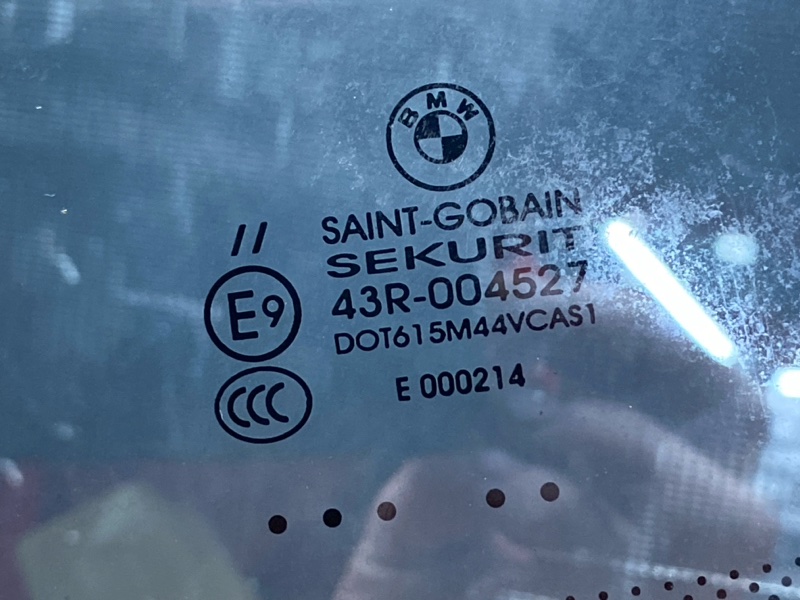 BMW
SAINT-GOBAIN
//
SEKURIT
E9
43R-004527
DOT615M44VCAS1
CCC
E 000214